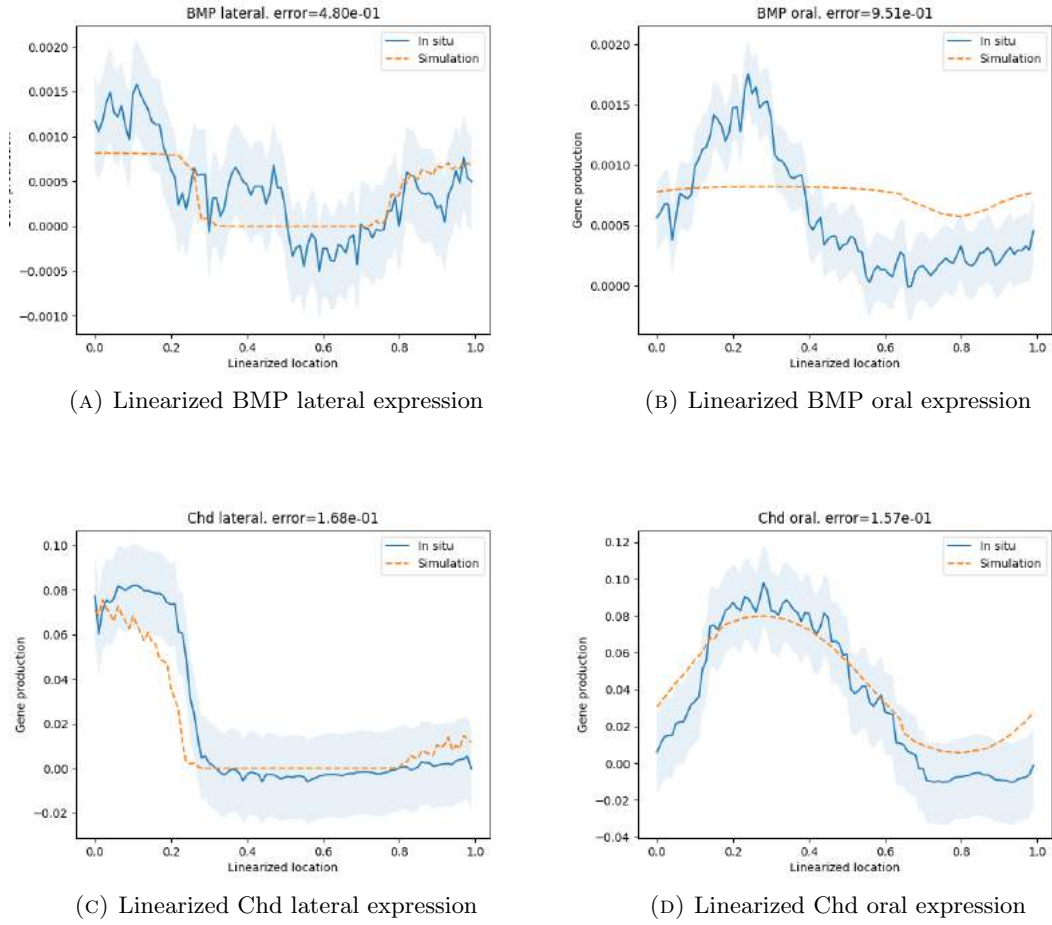 BMP lateral. error=4.80e-01
In situ
Simulation
0.0020
0.0015
0.0010
0.0005
0.0000
−0.0005
−0.0010
0.0 0.2 0.4 0.6 0.8 1.0
Linearized location
(A) Linearized BMP lateral expression
BMP oral. error=9.51e-01
In situ
Simulation
Gene production
0.0020
0.0015
0.0010
0.0005
0.0000
0.0 0.2 0.4 0.6 0.8 1.0
Linearized location
(B) Linearized BMP oral expression
Chd lateral. error=1.68e-01
In situ
Simulation
Gene production
0.10
0.08
0.06
0.04
0.02
0.00
−0.02
0.0 0.2 0.4 0.6 0.8 1.0
Linearized location
(C) Linearized Chd lateral expression
Chd oral. error=1.57e-01
In situ
Simulation
Gene production
0.12
0.10
0.08
0.06
0.04
0.02
0.00
−0.02
−0.04
0.0 0.2 0.4 0.6 0.8 1.0
Linearized location
(D) Linearized Chd oral expression